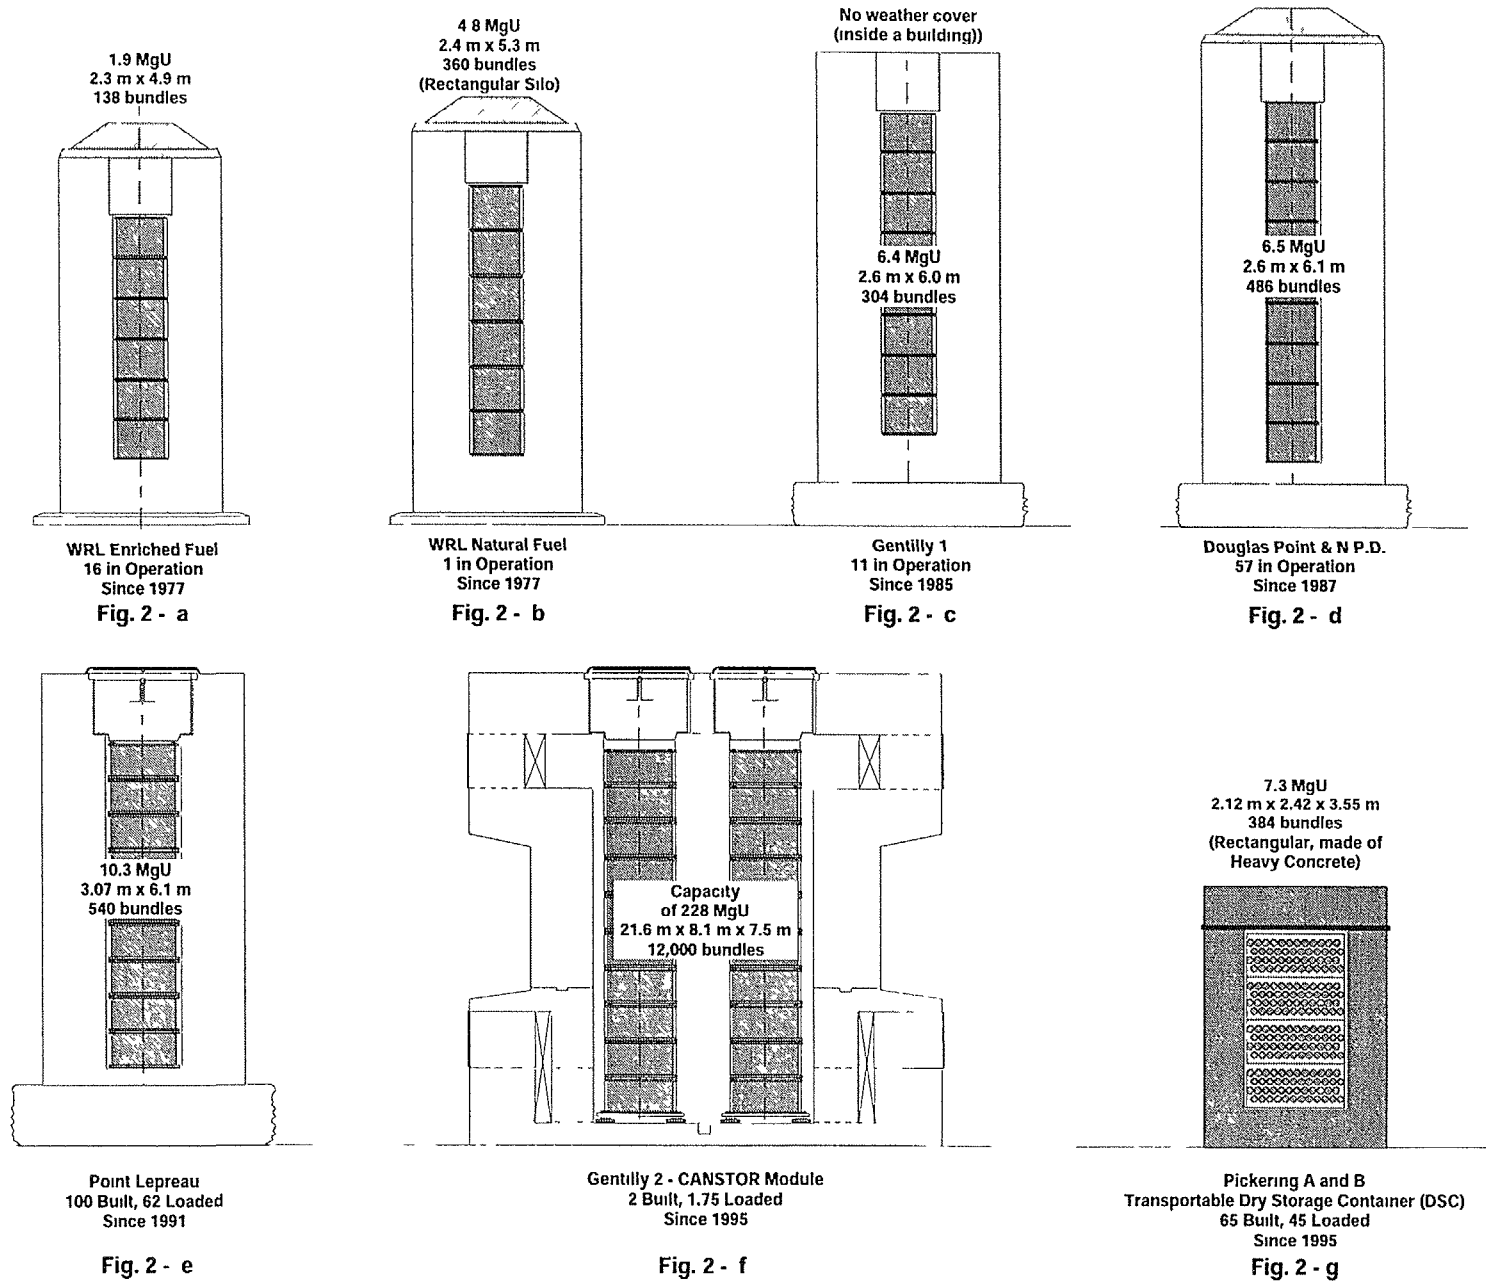 1.9 MgU
2.3 m x 4.9 m
138 bundles
WRL Enriched Fuel
16 in Operation
Since 1977
Fig. 2 - a
4 8 MgU
2.4 m x 5.3 m
360 bundles
(Rectangular Silo)
WRL Natural Fuel
1 in Operation
Since 1977
Fig. 2 - b
No weather cover
(inside a building))
6.4 MgU
2.6 m x 6.0 m
304 bundles
Gentilly 1
11 in Operation
Since 1985
Fig. 2 - c
6.5 MgU
2.6 m x 6.1 m
486 bundles
Douglas Point & N P.D.
57 in Operation
Since 1987
Fig. 2 - d
10.3 MgU
3.07 m x 6.1 m
540 bundles
Point Lepreau
100 Built, 62 Loaded
Since 1991
Fig. 2 - e
Capacity
of 228 MgU
21.6 m x 8.1 m x 7.5 m
12,000 bundles
Gentilly 2 - CANSTOR Module
2 Built, 1.75 Loaded
Since 1995
Fig. 2 - f
7.3 MgU
2.12 m x 2.42 x 3.55 m
384 bundles
(Rectangular, made of
Heavy Concrete)
Pickering A and B
Transportable Dry Storage Container (DSC)
65 Built, 45 Loaded
Since 1995
Fig. 2 - g